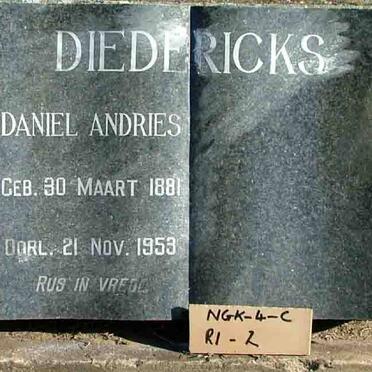 DIEDERICKS
DANIEL ANDRIES
GEB. 30 MAART 1881
OORL. 21 NOV. 1953
RUS IN VREDE
NGK-4-C
R1-2